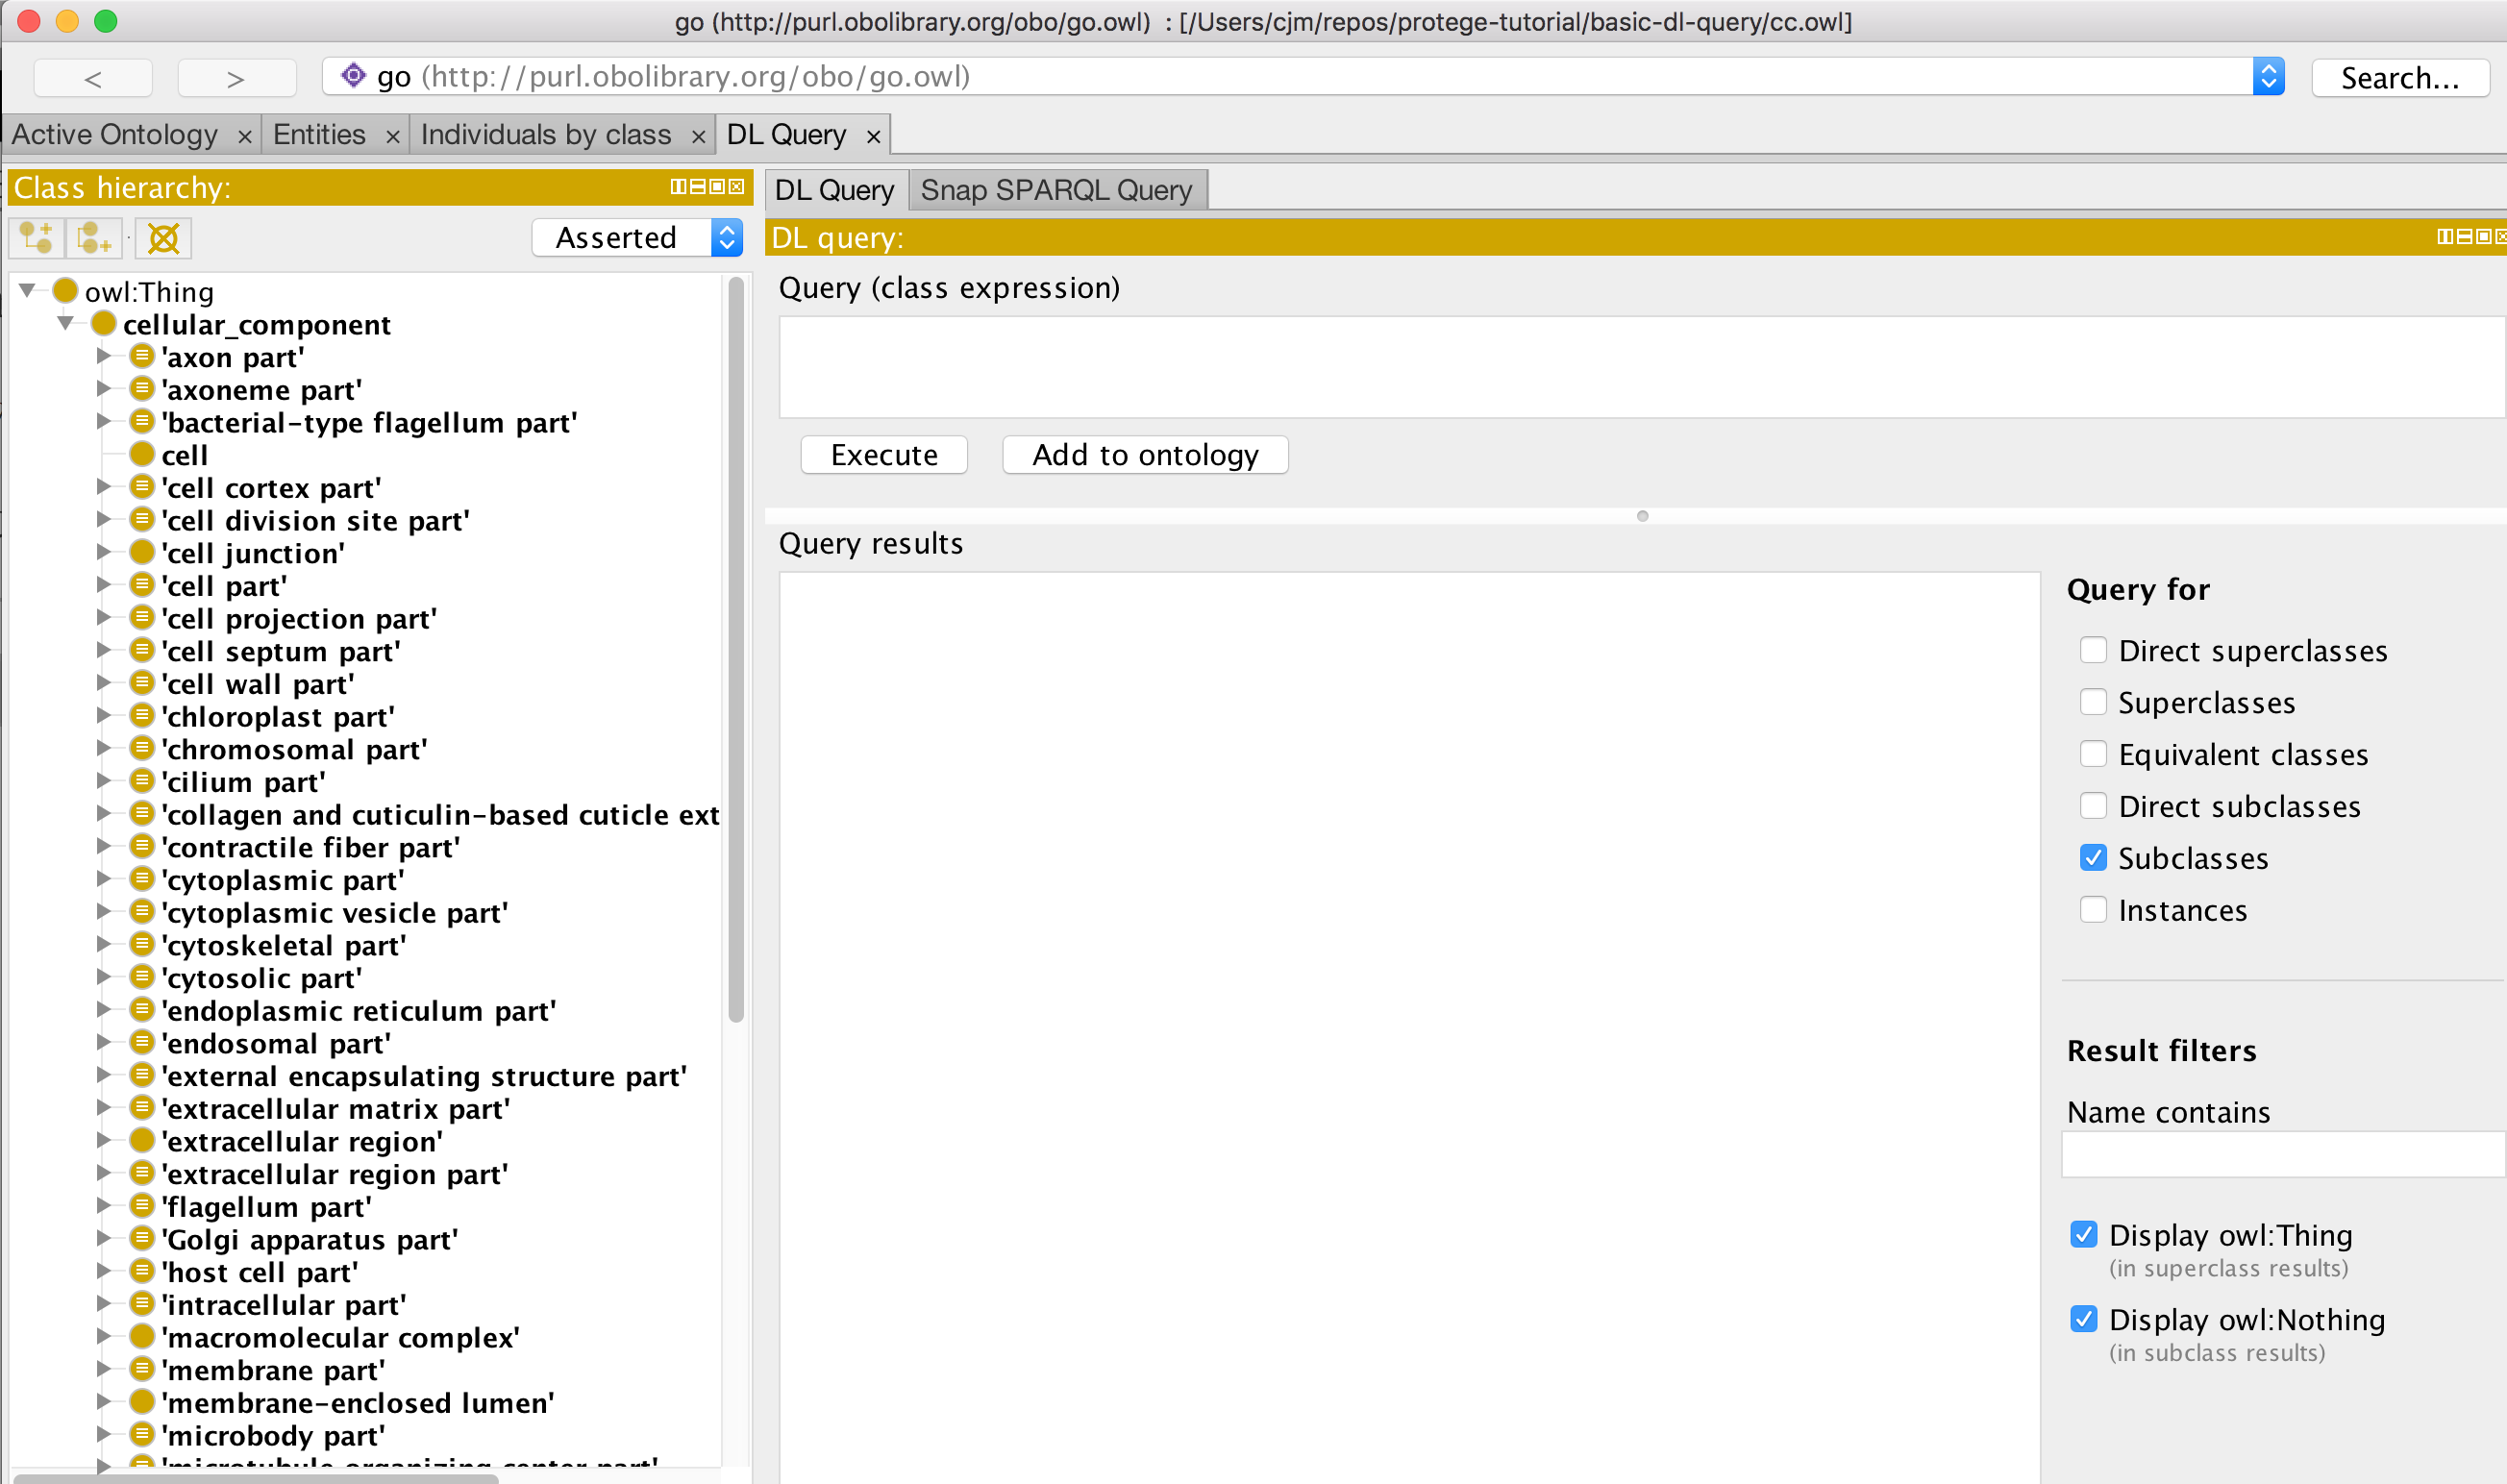 go (http://purl.obolibrary.org/obo/go.owl) : [/Users/cjm/repos/protege-tutorial/basic-dl-query/cc.owl]
< > go (http://purl.obolibrary.org/obo/go.owl) Search...
Active Ontology × Entities × Individuals by class × DL Query ×
Class hierarchy:
Asserted
owl:Thing
cellular_component
'axon part'
'axoneme part'
'bacterial-type flagellum part'
cell
'cell cortex part'
'cell division site part'
'cell junction'
'cell part'
'cell projection part'
'cell septum part'
'cell wall part'
'chloroplast part'
'chromosomal part'
'cilium part'
'collagen and cuticulin-based cuticle ext
'contractile fiber part'
'cytoplasmic part'
'cytoplasmic vesicle part'
'cytoskeletal part'
'cytosolic part'
'endoplasmic reticulum part'
'endosomal part'
'external encapsulating structure part'
'extracellular matrix part'
'extracellular region'
'extracellular region part'
'flagellum part'
'Golgi apparatus part'
'host cell part'
'intracellular part'
'macromolecular complex'
'membrane part'
'membrane-enclosed lumen'
'microbody part'
'microtubule organizing center part'
DL Query Snap SPARQL Query
DL query:
Query (class expression)
Execute Add to ontology
Query results
Query for
Direct superclasses
Superclasses
Equivalent classes
Direct subclasses
Subclasses
Instances
Result filters
Name contains
Display owl:Thing
(in superclass results)
Display owl:Nothing
(in subclass results)